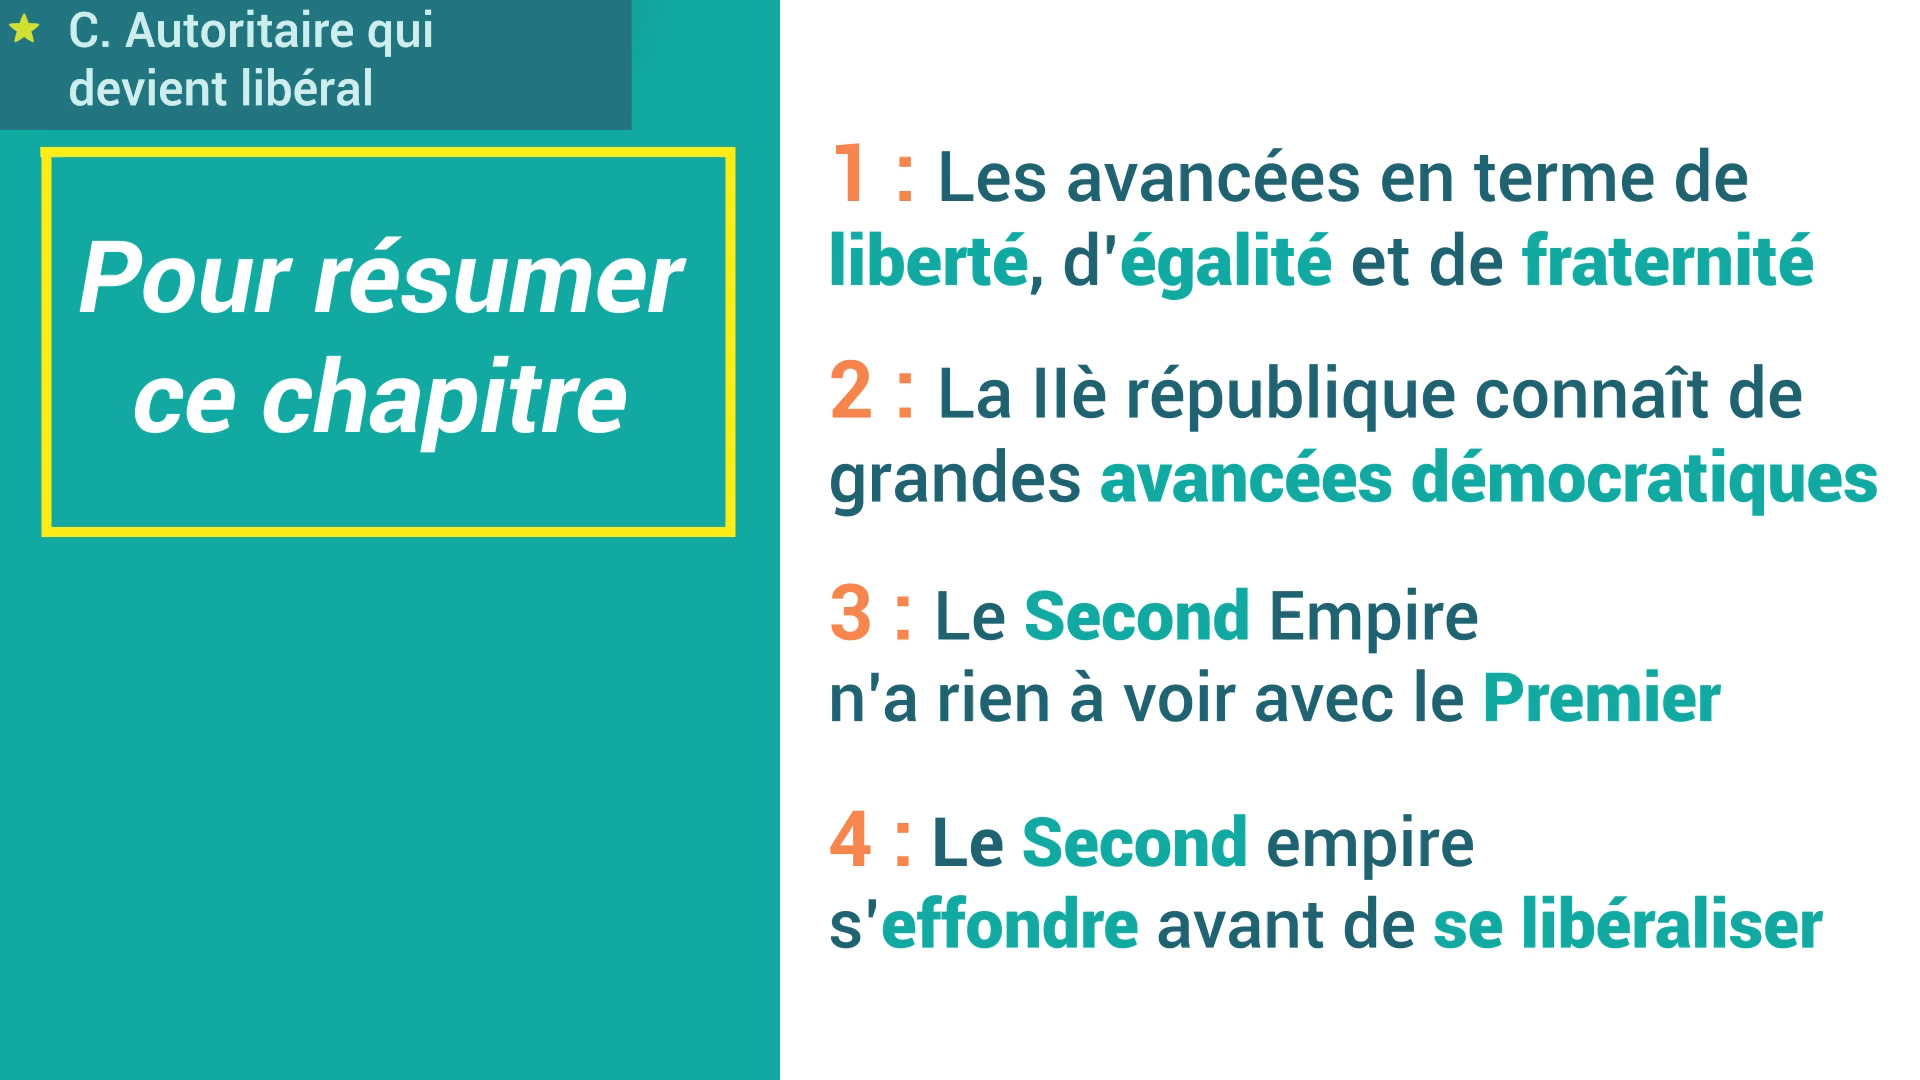 C. Autoritaire qui
devient libéral
Pour résumer
ce chapitre
1 : Les avancées en terme de
liberté, d'égalité et de fraternité
2 : La IIè république connaît de
grandes avancées démocratiques
3 : Le Second Empire
n'a rien à voir avec le Premier
4 : Le Second empire
s'effondre avant de se libéraliser